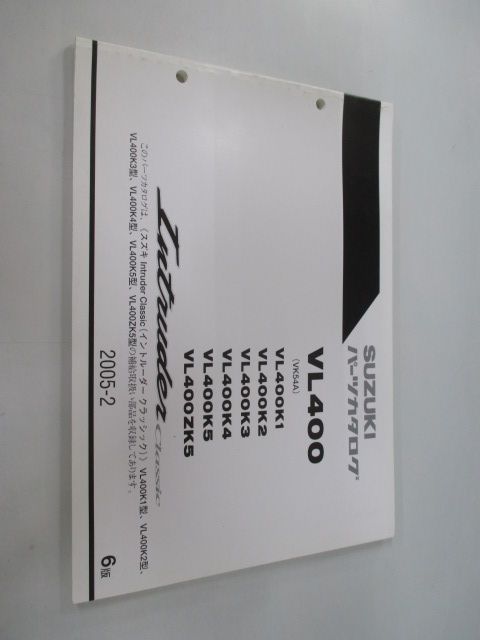 SUZUKI
パーツカタログ
VL400
(VK54A)
VL400K1
VL400K2
VL400K3
VL400K4
VL400K5
VL400ZK5
Intruder Classic
このパーツカタログは、(スズキ Intruder Classic(イントルーダー クラッシック)) VL400K1型、VL400K2型、
VL400K3型、VL400K4型、VL400K5型、VL400ZK5型の補給取扱い部品を収録してあります。
2005-2
6版